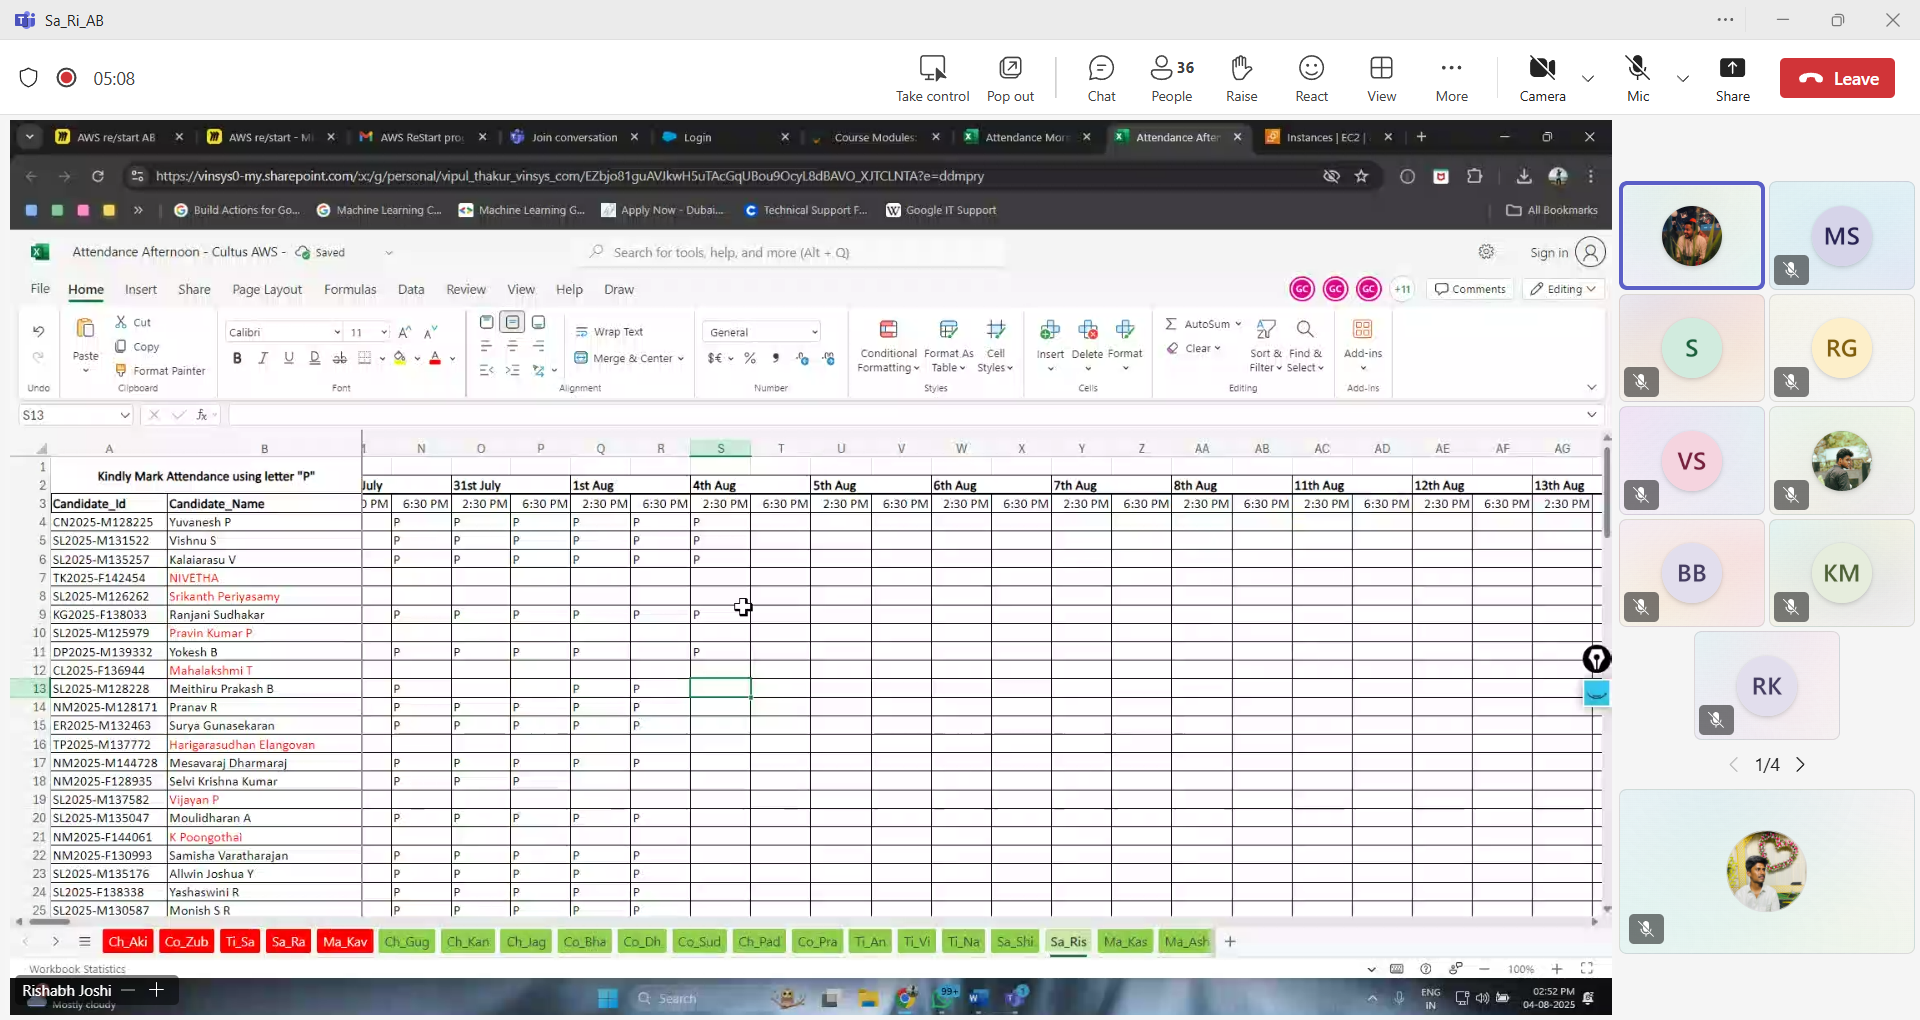 Sa_Ri_AB
05:08
Take control Pop out Chat People 36 Raise React View More Camera Mic Share Leave
AWS re/start AB AWS re/start - M AWS ReStart pro Join conversation Login Course Modules: Attendance Mor Attendance After Instances | EC2 |
https://vinsys0-my.sharepoint.com/:x:/g/personal/vipul_thakur_vinsys_com/EZbjo81guAVJkwH5uTAcGqUBou9OcyL8dBAVO_XJTCLNTA?e=ddmpry
Build Actions for Go... Machine Learning C... Machine Learning G... Apply Now - Dubai... Technical Support F... Google IT Support All Bookmarks
Attendance Afternoon - Cultus AWS - Saved Search for tools, help, and more (Alt + Q) Sign in
File Home Insert Share Page Layout Formulas Data Review View Help Draw GC GC GC +11 Comments Editing
Paste Cut Copy Format Painter Calibri 11 Wrap Text Merge & Center General Conditional Formatting Format As Table Cell Styles Insert Delete Format AutoSum Clear Sort & Filter Find & Select Add-ins
Undo Clipboard Font Alignment Number Styles Cells Editing Add-ins
S13 fx
A B N O P Q R S T U V W X Y Z AA AB AC AD AE AF AG
1 Kindly Mark Attendance using letter "P"
2 July 31st July 1st Aug 4th Aug 5th Aug 6th Aug 7th Aug 8th Aug 11th Aug 12th Aug 13th Aug
3 Candidate_Id Candidate_Name PM 6:30 PM 2:30 PM 6:30 PM 2:30 PM 6:30 PM 2:30 PM 6:30 PM 2:30 PM 6:30 PM 2:30 PM 6:30 PM 2:30 PM 6:30 PM 2:30 PM 6:30 PM 2:30 PM 6:30 PM 2:30 PM 6:30 PM 2:30 PM
4 CN2025-M128225 Yuvanesh P P P P P P P
5 SL2025-M131522 Vishnu S P P P P P P
6 SL2025-M135257 Kalaiarasu V P P P P P P
7 TK2025-F142454 NIVETHA
8 SL2025-M126262 Srikanth Periyasamy
9 KG2025-F138033 Ranjani Sudhakar P P P P P P
10 SL2025-M125979 Pravin Kumar P
11 DP2025-M139332 Yokesh B P P P P P
12 CL2025-F136944 Mahalakshmi T
13 SL2025-M128228 Meithiru Prakash B P P P
14 NM2025-M128171 Pranav R P P P P P
15 ER2025-M132463 Surya Gunasekaran P P P P P
16 TP2025-M137772 Harigarasudhan Elangovan
17 NM2025-M144728 Mesavaraj Dharmaraj P P P P P
18 NM2025-F128935 Selvi Krishna Kumar P P P
19 SL2025-M137582 Vijayan P
20 SL2025-M135047 Moulidharan A P P P P P
21 NM2025-F144061 K Poongothai
22 NM2025-F130993 Samisha Varatharajan P P P P P
23 SL2025-M135176 Allwin Joshua Y P P P P P
24 SL2025-F138338 Yashaswini R P P P P P
25 SL2025-M130587 Monish S R P P P P P
Ch_Aki Co_Zub Ti_Sa Sa_Ra Ma_Kav Ch_Gug Ch_Kan Ch_Jag Co_Bha Co_Dh Co_Sud Ch_Pad Co_Pra Ti_An Ti_Vi Ti_Na Sa_Shi Sa_Ris Ma_Kas Ma_Ash
Workbook Statistics 100%
Rishabh Joshi
Mostly cloudy
Search 99+ 1 ENG IN 02:52 PM 04-08-2025
MS
S RG
VS
BB KM
RK
1/4